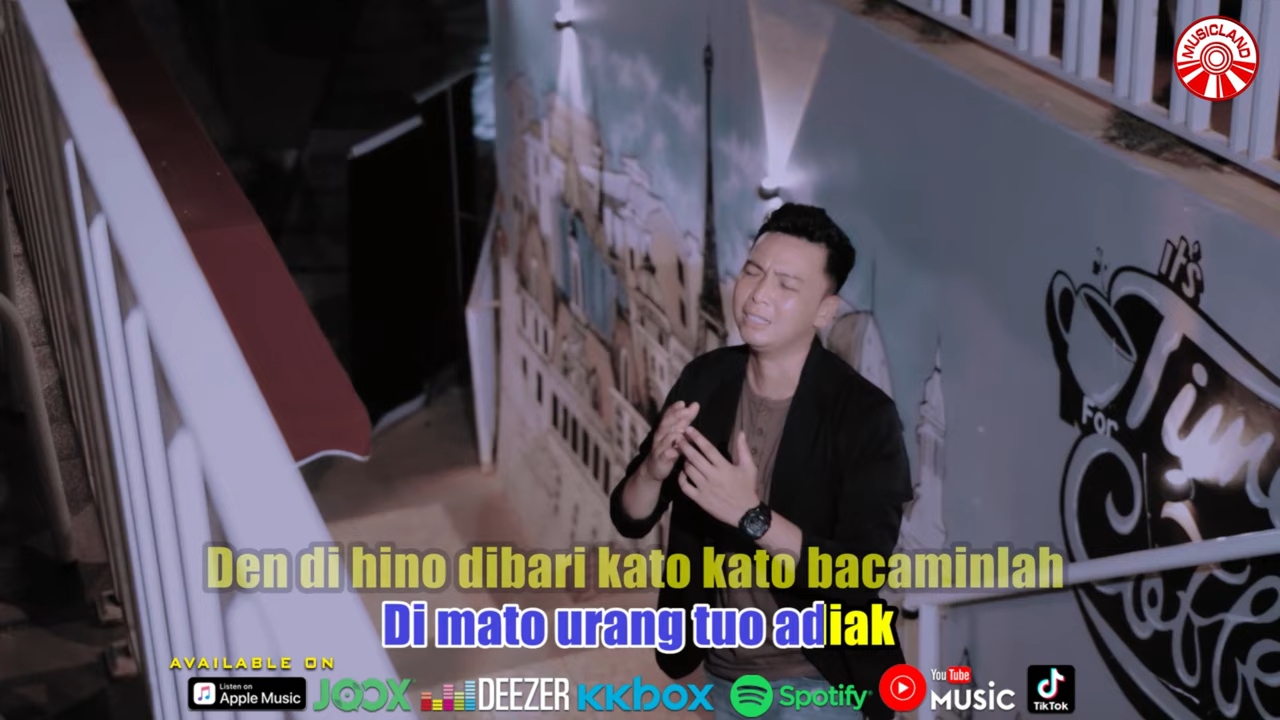 MUSICLAND
it's
Time
For
Coffee
Den di hino dibari kato kato bacaminlah
Di mato urang tuo adiak
AVAILABLE ON
Listen on Apple Music
JOOX
DEEZER
KKBOX
Spotify
YouTube MUSIC
TikTok